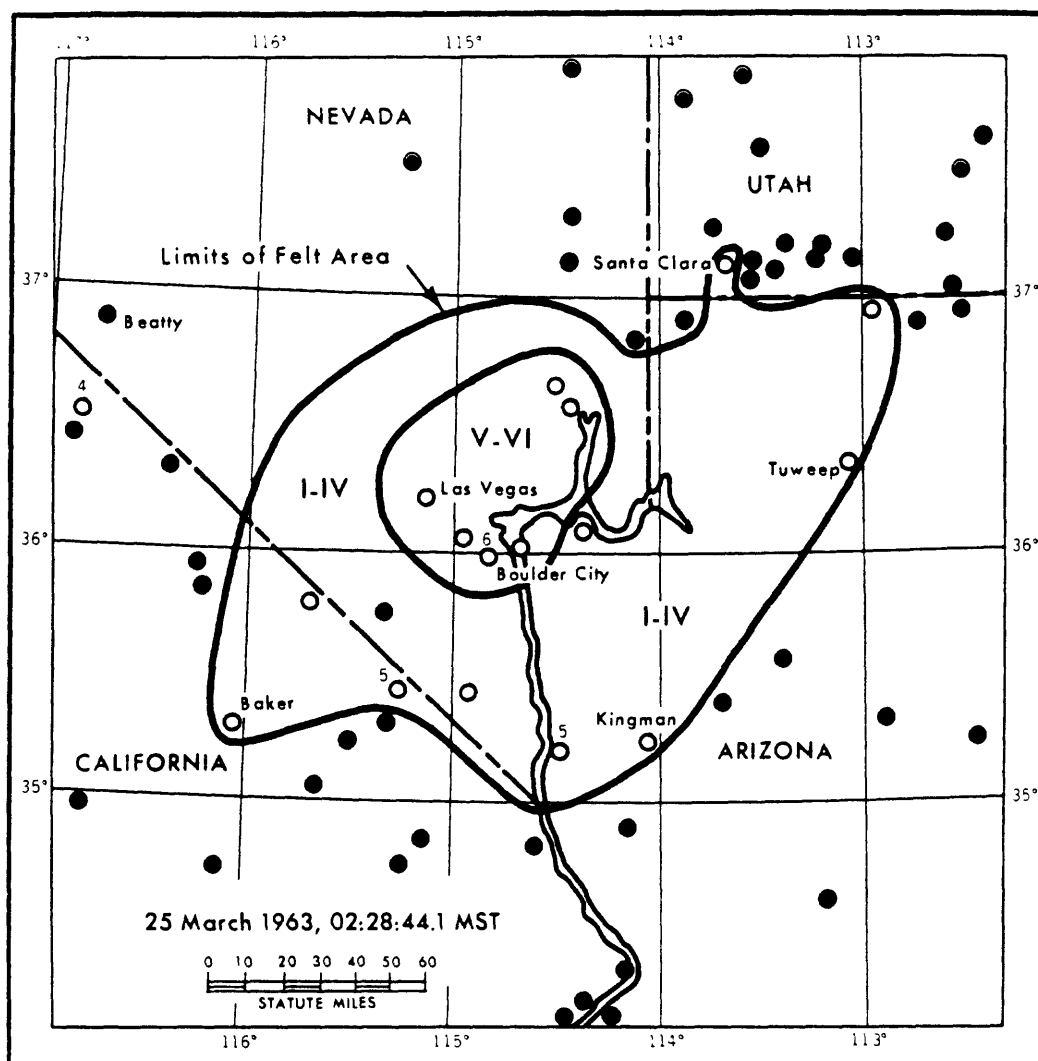 116° 115° 114° 113°
NEVADA
UTAH
Limits of Felt Area
Santa Clara
37° 37°
Beatty
4
V-VI
I-IV
Las Vegas
Tuweep
36° 6 36°
Boulder City
I-IV
5
Baker
Kingman
5
CALIFORNIA
ARIZONA
35° 35°
25 March 1963, 02:28:44.1 MST
0 10 20 30 40 50 60
STATUTE MILES
116° 115° 114° 113°